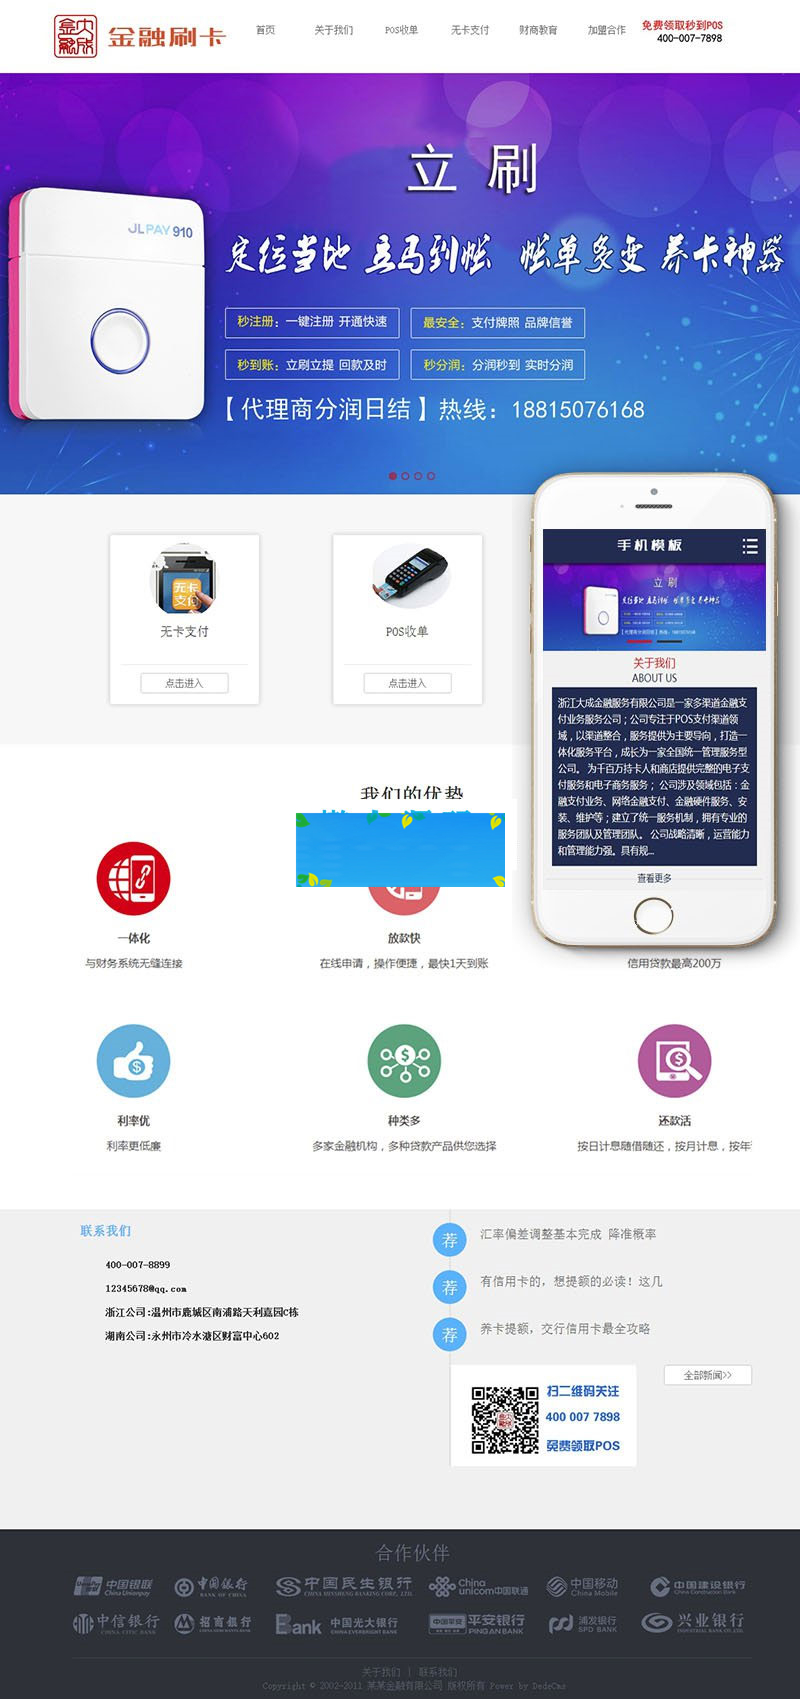 金大融成 金融刷卡
首页 关于我们 POS收单 无卡支付 财商教育 加盟合作
免费领取秒到POS
400-007-7898
立 刷
JLPAY 910
定位当地 立马到帐 帐单多变 养卡神器
秒注册：一键注册 开通快速
最安全：支付牌照 品牌信誉
秒到账：立刷立提 回款及时
秒分润：分润秒到 实时分润
【代理商分润日结】热线：18815076168
无卡支付
无卡支付
点击进入
POS收单
点击进入
手机模板
立 刷
定位当地 立马到帐 帐单多变 养卡神器
关于我们
ABOUT US
浙江大成金融服务有限公司是一家多渠道金融支
付业务服务公司；公司专注于POS支付渠道领
域，以渠道整合，服务提供为主要导向，打造一
体化服务平台，成长为一家全国统一管理服务型
公司。 为千百万持卡人和商店提供完整的电子支
付服务和电子商务服务； 公司涉及领域包括：金
融支付业务、网络金融支付、金融硬件服务、安
装、维护等；建立了统一服务机制，拥有专业的
服务团队及管理团队。 公司战略清晰，运营能力
和管理能力强。具有规...
查看更多
我们的优势
一体化
与财务系统无缝连接
放款快
在线申请，操作便捷，最快1天到账
信用贷款最高200万
利率优
利率更低廉
种类多
多家金融机构，多种贷款产品供您选择
还款活
按日计息随借随还，按月计息，按年
联系我们
400-007-8899
12345678@qq.com
浙江公司:温州市鹿城区南浦路天利嘉园C栋
湖南公司:永州市冷水滩区财富中心602
荐 汇率偏差调整基本完成 降准概率
荐 有信用卡的，想提额的必读！这几
荐 养卡提额，交行信用卡最全攻略
扫二维码关注
400 007 7898
免费领取POS
全部新闻>>
合作伙伴
中国银联 China Unionpay
中国银行 BANK OF CHINA
中国民生银行 CHINA MINSHENG BANKING CORP., LTD.
China unicom中国联通
中国移动 China Mobile
中国建设银行 China Construction Bank
中信银行 CHINA CITIC BANK
招商银行 CHINA MERCHANTS BANK
Bank 中国光大银行 CHINA EVERBRIGHT BANK
中国平安 平安银行 PING AN BANK
浦发银行 SPD BANK
兴业银行 INDUSTRIAL BANK CO.,LTD.
关于我们 | 联系我们
Copyright © 2002-2011 某某金融有限公司 版权所有 Power by DedeCms